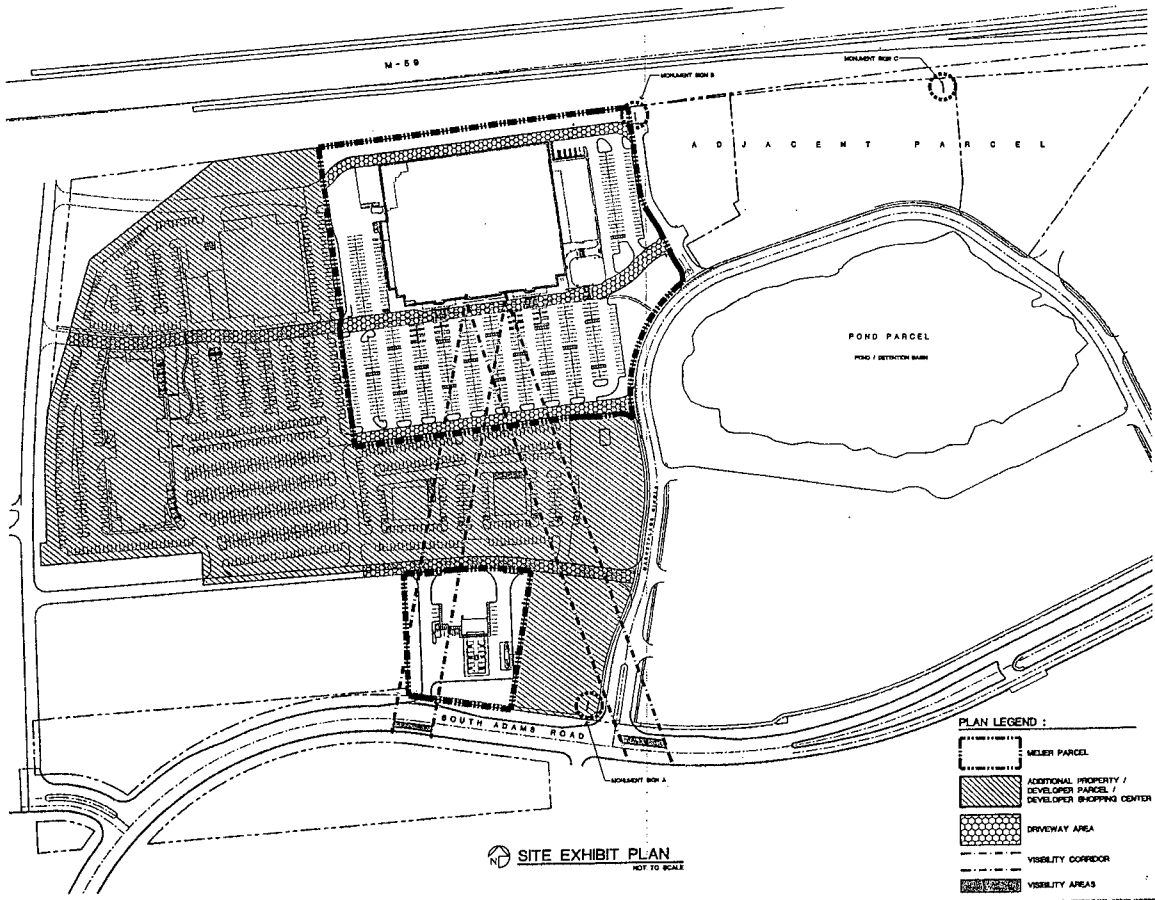 M-59
MONUMENT SIGN B
MONUMENT SIGN C
ADJACENT PARCEL
POND PARCEL
POND / DETENTION BASIN
SOUTH ADAMS ROAD
MONUMENT SIGN A
N
SITE EXHIBIT PLAN
NOT TO SCALE
PLAN LEGEND :
MEIJER PARCEL
ADDITIONAL PROPERTY /
DEVELOPER PARCEL /
DEVELOPER SHOPPING CENTER
DRIVEWAY AREA
VISIBILITY CORRIDOR
VISIBILITY AREAS